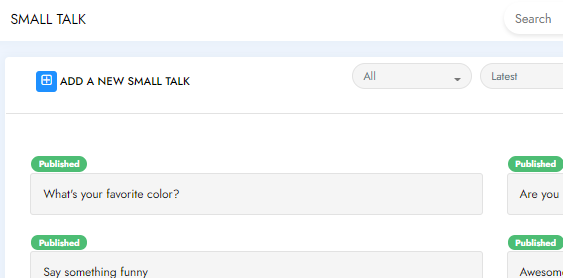 SMALL TALK
Search
ADD A NEW SMALL TALK
All
Latest
Published
Published
What's your favorite color?
Are you
Published
Published
Say something funny